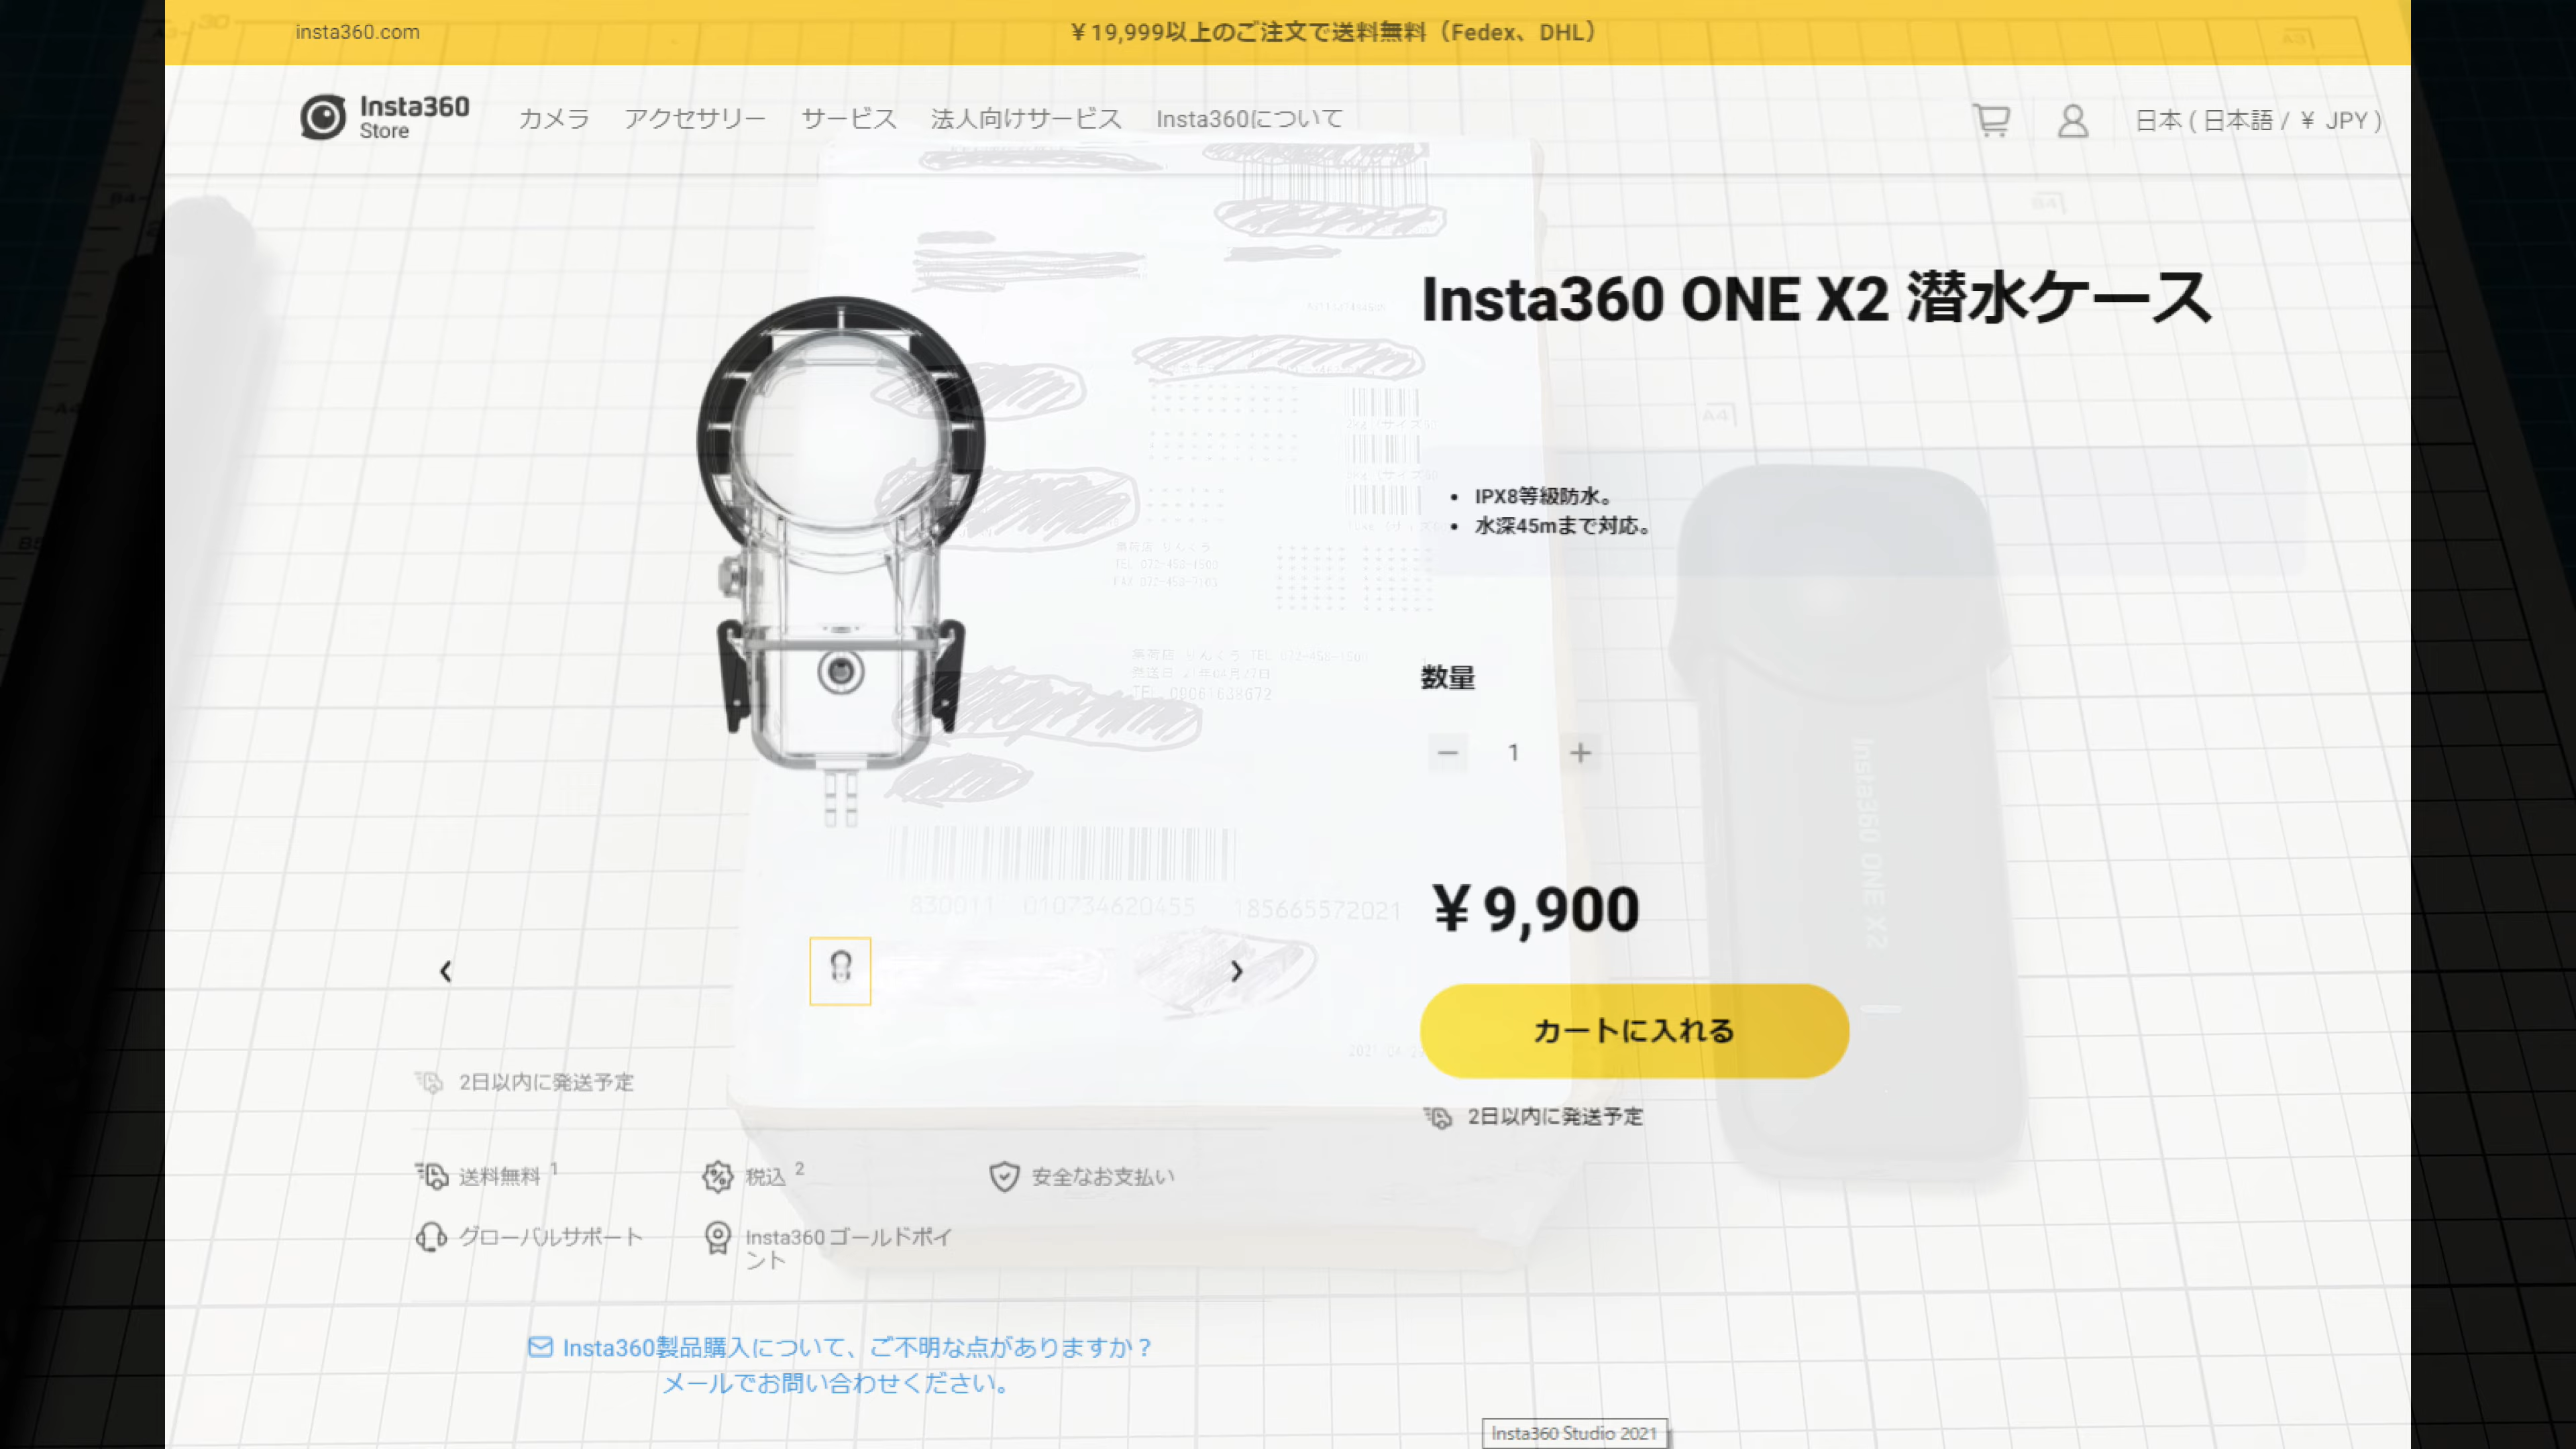 insta360.com
￥19,999以上のご注文で送料無料（Fedex、DHL）
Insta360
Store
カメラ
アクセサリー
サービス
法人向けサービス
Insta360について
日本 ( 日本語 / ￥ JPY )
Insta360 ONE X2 潜水ケース
• IPX8等級防水。
• 水深45mまで対応。
数量
− 1 +
￥9,900
カートに入れる
2日以内に発送予定
2日以内に発送予定
送料無料 1
税込 2
安全なお支払い
グローバルサポート
Insta360 ゴールドポイ
ント
Insta360製品購入について、ご不明な点がありますか？
メールでお問い合わせください。
Insta360 Studio 2021
Insta360 ONE X2
830011 010734620455 185665572021
A4
B4
A3
30